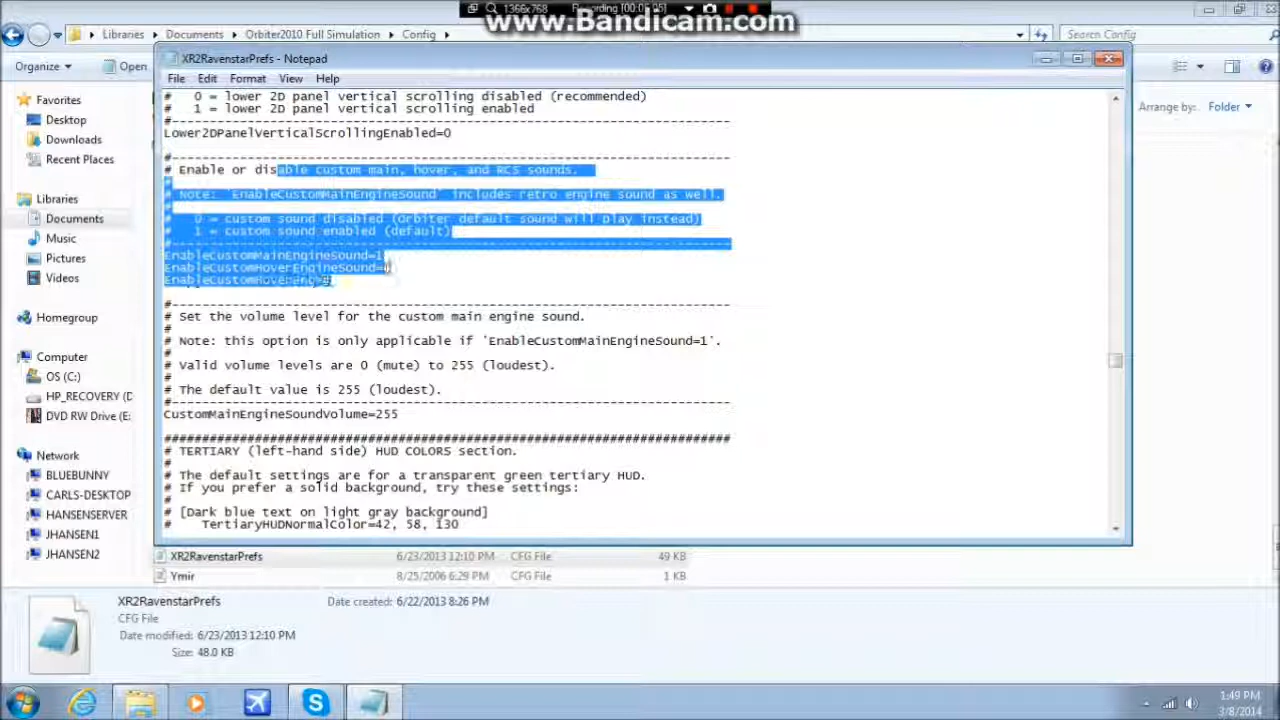 1366x768 Recording [00:05:05]
www.Bandicam.com
Libraries Documents Orbiter2010 Full Simulation Config Search Config
Organize Open Arrange by: Folder
XR2RavenstarPrefs - Notepad
File Edit Format View Help
# 0 = lower 2D panel vertical scrolling disabled (recommended)
# 1 = lower 2D panel vertical scrolling enabled
#--------------------------------------------------------------------------
Lower2DPanelVerticalScrollingEnabled=0
#--------------------------------------------------------------------------
# Enable or disable custom main, hover, and RCS sounds.
#
# Note: 'EnableCustomMainEngineSound' includes retro engine sound as well.
#
# 0 = custom sound disabled (Orbiter default sound will play instead)
# 1 = custom sound enabled (default)
#--------------------------------------------------------------------------
EnableCustomMainEngineSound=1
EnableCustomHoverEngineSound=
#--------------------------------------------------------------------------
# Set the volume level for the custom main engine sound.
#
# Note: this option is only applicable if 'EnableCustomMainEngineSound=1'.
#
# Valid volume levels are 0 (mute) to 255 (loudest).
#
# The default value is 255 (loudest).
#--------------------------------------------------------------------------
CustomMainEngineSoundVolume=255
###########################################################################
# TERTIARY (left-hand side) HUD COLORS section.
#
# The default settings are for a transparent green tertiary HUD.
# If you prefer a solid background, try these settings:
#
# [Dark blue text on light gray background]
# TertiaryHUDNormalColor=42, 58, 130
Favorites
Desktop
Downloads
Recent Places
Libraries
Documents
Music
Pictures
Videos
Homegroup
Computer
OS (C:)
HP_RECOVERY (D
DVD RW Drive (E:
Network
BLUEBUNNY
CARLS-DESKTOP
HANSENSERVER
JHANSEN1
JHANSEN2
XR2RavenstarPrefs 6/23/2013 12:10 PM CFG File 49 KB
Ymir 8/25/2006 6:29 PM CFG File 1 KB
XR2RavenstarPrefs Date created: 6/22/2013 8:26 PM
CFG File
Date modified: 6/23/2013 12:10 PM
Size: 48.0 KB
1:49 PM
3/8/2014